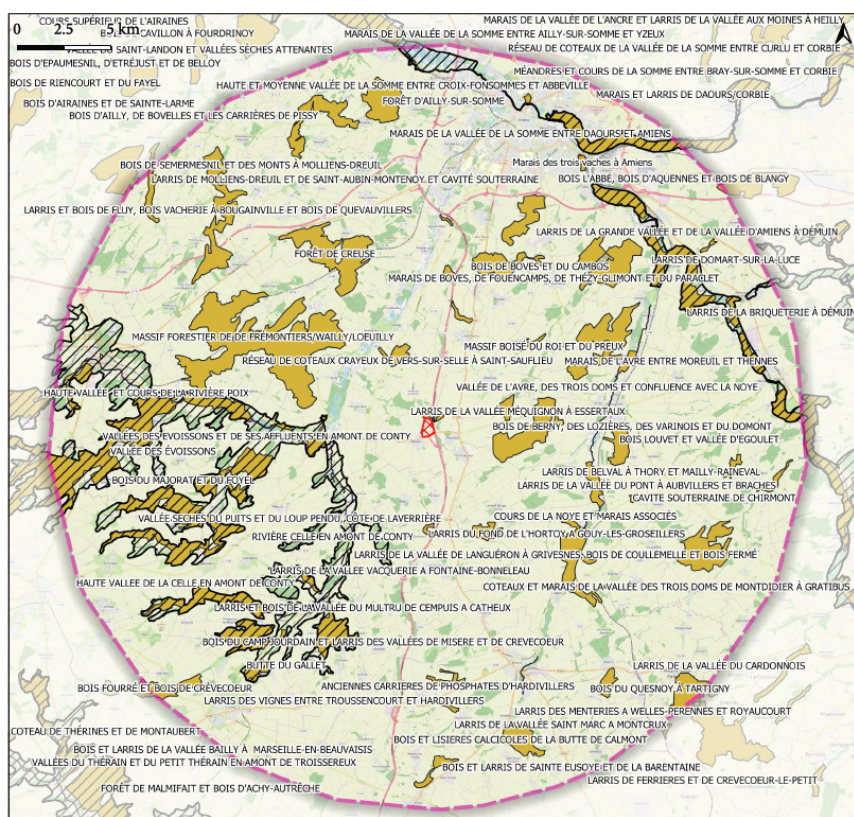 COURS SUPÉRIEUR DE L'AIRAINES
MARAIS DE LA VALLÉE DE L'ANCRE ET LARRIS DE LA VALLÉE AUX MOINES À HEILLY
0 2.5 5 km
CAVILLON À FOURDRINOY
MARAIS DE LA VALLÉE DE LA SOMME ENTRE AILLY-SUR-SOMME ET YZEUX
RÉSEAU DE COTEAUX DE LA VALLÉE DE LA SOMME ENTRE CURLU ET CORBIE
VALLÉE DU SAINT-LANDON ET VALLÉES SÈCHES ATTENANTES
BOIS D'EPAUMESNIL, D'ETRÉJUST ET DE BELLOY
MÉANDRES ET COURS DE LA SOMME ENTRE BRAY-SUR-SOMME ET CORBIE
BOIS DE RIENCOURT ET DU FAYEL
HAUTE ET MOYENNE VALLÉE DE LA SOMME ENTRE CROIX-FONSOMMES ET ABBEVILLE
MARAIS ET LARRIS DE DAOURS/CORBIE
BOIS D'AIRAINES ET DE SAINTE-LARME
FORÊT D'AILLY-SUR-SOMME
BOIS D'AILLY, DE BOVELLES ET LES CARRIÈRES DE PISSY
MARAIS DE LA VALLÉE DE LA SOMME ENTRE DAOURS ET AMIENS
BOIS DE SEMERMESNIL ET DES MONTS À MOLLIENS-DREUIL
Marais des trois vaches à Amiens
LARRIS DE MOLLIENS-DREUIL ET DE SAINT-AUBIN-MONTENOY ET CAVITÉ SOUTERRAINE
BOIS L'ABBÉ, BOIS D'AQUENNES ET BOIS DE BLANGY
LARRIS ET BOIS DE FLUY, BOIS VACHERIE À BOUGAINVILLE ET BOIS DE QUEVAUVILLERS
LARRIS DE LA GRANDE VALLÉE ET DE LA VALLÉE D'AMIENS À DÉMUIN
FORÊT DE CREUSE
LARRIS DE DOMART-SUR-LA-LUCE
BOIS DE BOVES ET DU CAMBOS
MARAIS DE BOVES, DE FOUENCAMPS, DE THÉZY-GLIMONT ET DU PARACLET
LARRIS DE LA BRIQUETERIE À DÉMUIN
MASSIF FORESTIER DE DE FRÉMONTIERS/WAILLY/LOEUILLY
MASSIF BOISÉ DU ROI ET DU PREUX
RÉSEAU DE COTEAUX CRAYEUX DE VERS-SUR-SELLE À SAINT-SAUFLIEU
MARAIS DE L'AVRE ENTRE MOREUIL ET THENNES
VALLÉE DE L'AVRE, DES TROIS DOMS ET CONFLUENCE AVEC LA NOYE
HAUTE VALLÉE ET COURS DE LA RIVIÈRE POIX
LARRIS DE LA VALLÉE MÉQUIGNON À ESSERTAUX
BOIS DE BERNY, DES LOZIÈRES, DES VARINOIS ET DU DOMONT
VALLÉES DES EVOISSONS ET DE SES AFFLUENTS EN AMONT DE CONTY
BOIS LOUVET ET VALLÉE D'EGOULET
VALLÉE DES ÉVOISSONS
LARRIS DE BELVAL À THORY ET MAILLY-RAINEVAL
BOIS DU MAJORAT ET DU FOYEL
LARRIS DE LA VALLÉE DU PONT À AUBVILLERS ET BRACHES
CAVITE SOUTERRAINE DE CHIRMONT
VALLÉE SECHES DU PUITS ET DU LOUP PENDU, CÔTE DE LAVERRIÈRE
COURS DE LA NOYE ET MARAIS ASSOCIÉS
RIVIÈRE CELLE EN AMONT DE CONTY
LARRIS DU FOND DE L'HORTOY A GOUY-LES-GROSEILLERS
LARRIS DE LA VALLÉE DE LANGUÉRON À GRIVESNES, BOIS DE COULLEMELLE ET BOIS FERMÉ
LARRIS DE LA VALLEE VACQUERIE A FONTAINE-BONNELEAU
HAUTE VALLÉE DE LA CELLE EN AMONT DE CONTY
COTEAUX ET MARAIS DE LA VALLÉE DES TROIS DOMS DE MONTDIDIER À GRATIBUS
LARRIS ET BOIS DE LA VALLÉE DU MULTRU DE CEMPUIS A CATHEUX
BOIS DU CAMP JOURDAIN ET LARRIS DES VALLÉES DE MISERE ET DE CREVECOEUR
BUTTE DU GALLET
LARRIS DE LA VALLÉE DU CARDONNOIS
BOIS FOURRÉ ET BOIS DE CRÈVECOEUR
ANCIENNES CARRIERES DE PHOSPHATES D'HARDIVILLERS
BOIS DU QUESNOY À TARTIGNY
LARRIS DES VIGNES ENTRE TROUSSENCOURT ET HARDIVILLERS
LARRIS DES MENTERIES A WELLES-PERENNES ET ROYAUCOURT
LARRIS DE LA VALLÉE SAINT MARC A MONTCRUX
COTEAU DE THÉRINES ET DE MONTAUBERT
BOIS ET LISIERES CALCICOLES DE LA BUTTE DE CALMONT
BOIS ET LARRIS DE LA VALLÉE BAILLY À MARSEILLE-EN-BEAUVAISIS
VALLÉES DU THÉRAIN ET DU PETIT THÉRAIN EN AMONT DE TROISSEREUX
BOIS ET LARRIS DE SAINTE EUSOYE ET DE LA BARENTAINE
LARRIS DE FERRIERES ET DE CREVECOEUR-LE-PETIT
FORÊT DE MALMIFAIT ET BOIS D'ACHY-AUTRÊCHE